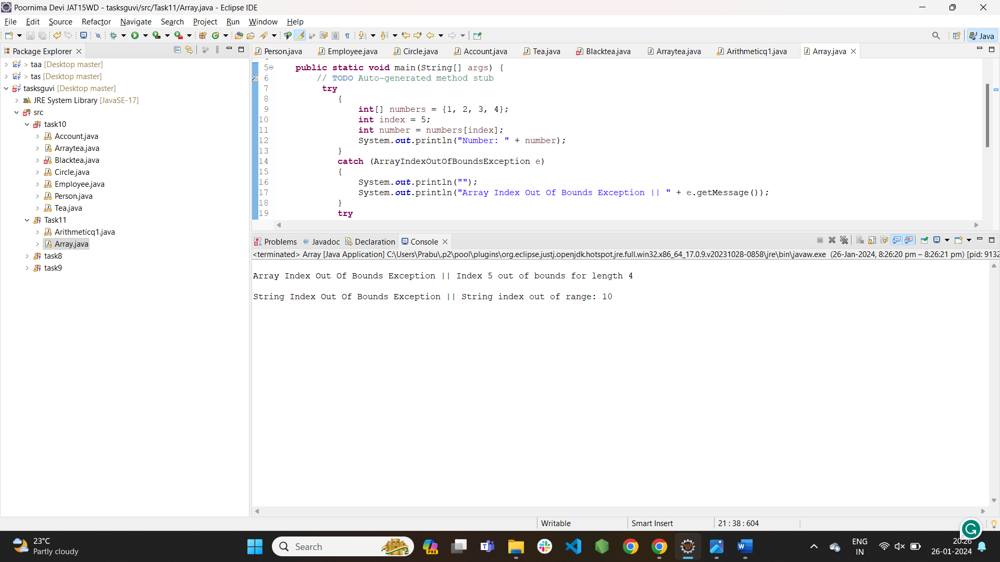 Poornima Devi JAT15WD - tasksguvi/src/Task11/Array.java - Eclipse IDE
File Edit Source Refactor Navigate Search Project Run Window Help
Java
Package Explorer
Person.java Employee.java Circle.java Account.java Tea.java Blacktea.java Arraytea.java Arithmeticq1.java Array.java
> taa [Desktop master]
> tas [Desktop master]
tasksguvi [Desktop master]
JRE System Library [JavaSE-17]
src
task10
Account.java
Arraytea.java
Blacktea.java
Circle.java
Employee.java
Person.java
Tea.java
Task11
Arithmeticq1.java
Array.java
task8
task9
5 public static void main(String[] args) {
6 // TODO Auto-generated method stub
7 try
8 {
9 int[] numbers = {1, 2, 3, 4};
10 int index = 5;
11 int number = numbers[index];
12 System.out.println("Number: " + number);
13 }
14 catch (ArrayIndexOutOfBoundsException e)
15 {
16 System.out.println("");
17 System.out.println("Array Index Out Of Bounds Exception || " + e.getMessage());
18 }
19 try
Problems @ Javadoc Declaration Console
<terminated> Array [Java Application] C:\Users\Prabu\.p2\pool\plugins\org.eclipse.justj.openjdk.hotspot.jre.full.win32.x86_64_17.0.9.v20231028-0858\jre\bin\javaw.exe (26-Jan-2024, 8:26:20 pm – 8:26:21 pm) [pid: 9132
Array Index Out Of Bounds Exception || Index 5 out of bounds for length 4
String Index Out Of Bounds Exception || String index out of range: 10
Writable Smart Insert 21 : 38 : 604
23°C
Partly cloudy
Search
PRE
ENG
IN
20:26
26-01-2024